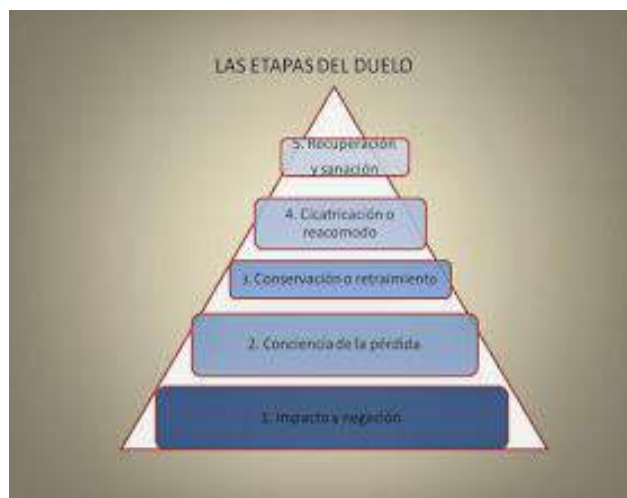 LAS ETAPAS DEL DUELO
5. Recuperación
y sanación
4. Cicatricación o
reacomodo
3. Conservación o retraimiento
2. Conciencia de la pérdida
1. Impacto y negación